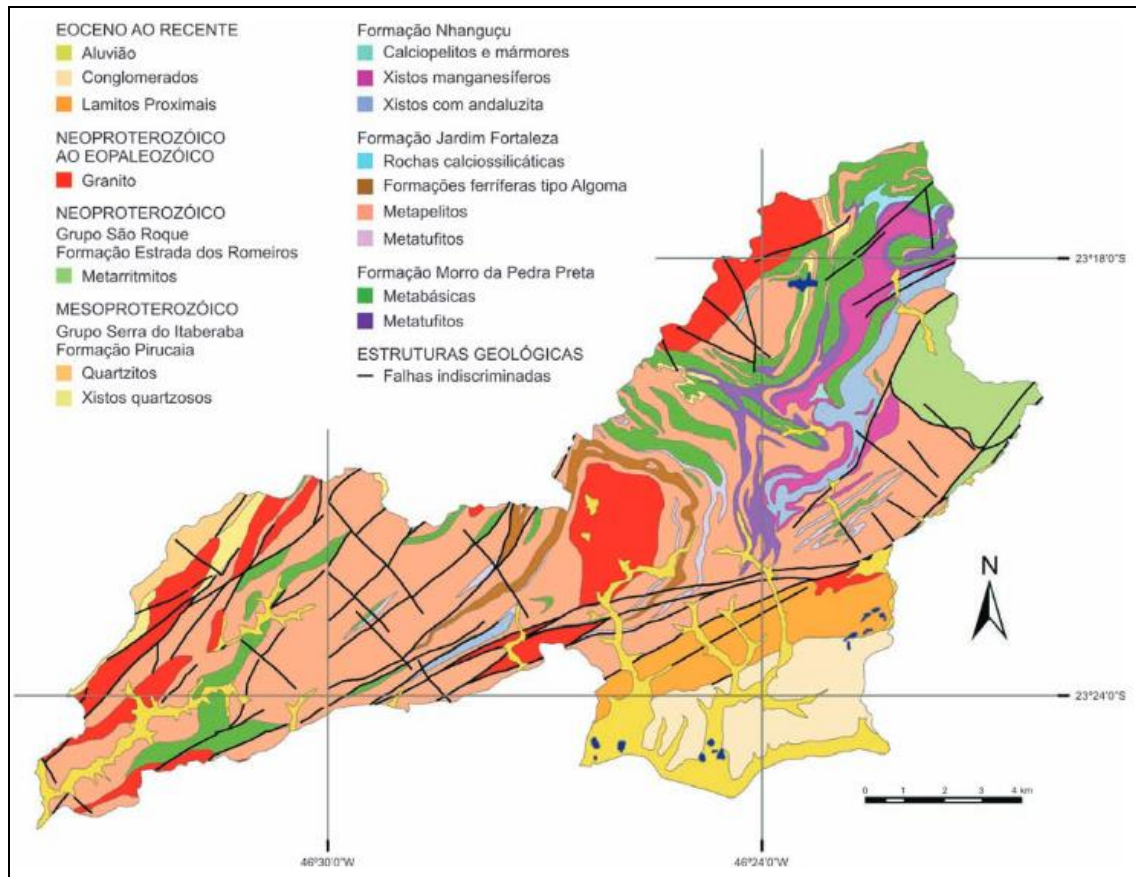 EOCENO AO RECENTE
Aluvião
Conglomerados
Lamitos Proximais
NEOPROTEROZÓICO
AO EOPALEOZÓICO
Granito
NEOPROTEROZÓICO
Grupo São Roque
Formação Estrada dos Romeiros
Metarritmitos
MESOPROTEROZÓICO
Grupo Serra do Itaberaba
Formação Pirucaia
Quartzitos
Xistos quartzosos
Formação Nhanguçu
Calciopelitos e mármores
Xistos manganesíferos
Xistos com andaluzita
Formação Jardim Fortaleza
Rochas calciossilicáticas
Formações ferríferas tipo Algoma
Metapelitos
Metatufitos
Formação Morro da Pedra Preta
Metabásicas
Metatufitos
ESTRUTURAS GEOLÓGICAS
Falhas indiscriminadas
23°18'0"S
N
23°24'0"S
0 1 2 3 4 km
46°30'0"W
46°24'0"W